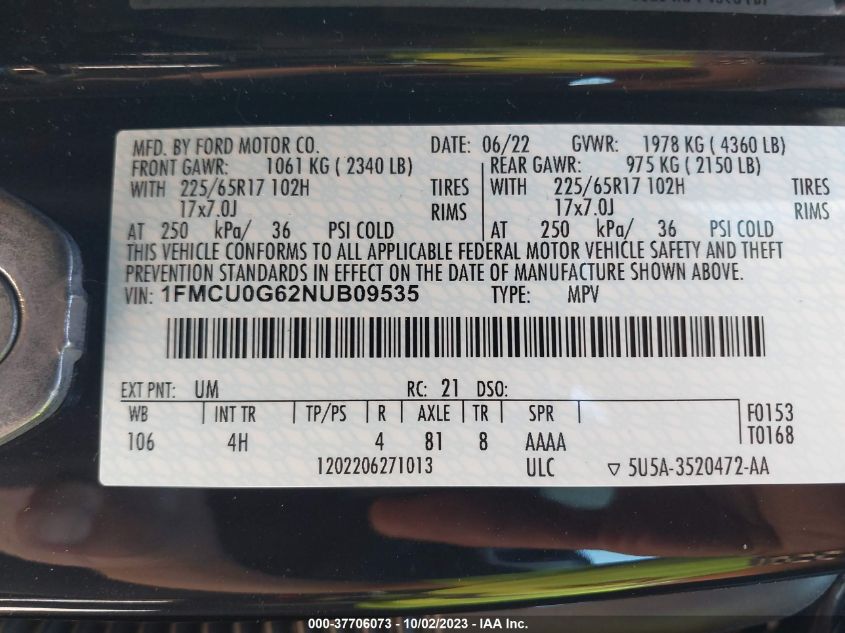 MFD. BY FORD MOTOR CO. DATE: 06/22 GVWR: 1978 KG ( 4360 LB)
FRONT GAWR: 1061 KG ( 2340 LB) REAR GAWR: 975 KG ( 2150 LB)
WITH 225/65R17 102H TIRES WITH 225/65R17 102H TIRES
17x7.0J RIMS 17x7.0J RIMS
AT 250 kPa/ 36 PSI COLD AT 250 kPa/ 36 PSI COLD
THIS VEHICLE CONFORMS TO ALL APPLICABLE FEDERAL MOTOR VEHICLE SAFETY AND THEFT
PREVENTION STANDARDS IN EFFECT ON THE DATE OF MANUFACTURE SHOWN ABOVE.
VIN: 1FMCU0G62NUB09535 TYPE: MPV
EXT PNT: UM RC: 21 DSO:
WB INT TR TP/PS R AXLE TR SPR F0153
106 4H 4 81 8 AAAA T0168
1202206271013 ULC ▽ 5U5A-3520472-AA
000-37706073 - 10/02/2023 - IAA Inc.